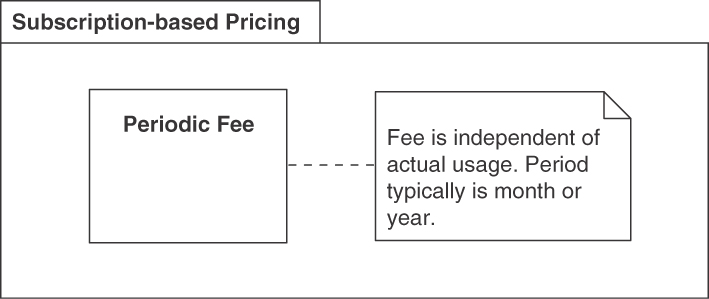 Subscription-based Pricing
Periodic Fee
Fee is independent of
actual usage. Period
typically is month or
year.